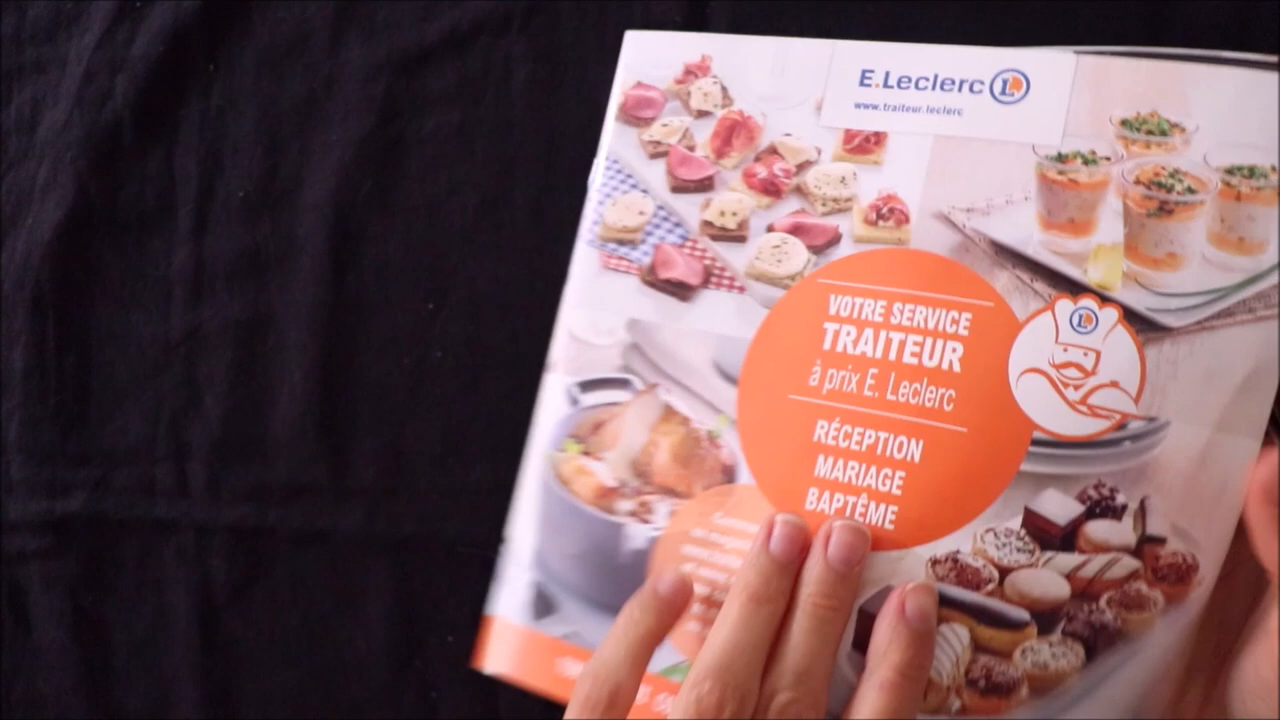 E.Leclerc L
www.traiteur.leclerc
VOTRE SERVICE
TRAITEUR
à prix E. Leclerc
RÉCEPTION
MARIAGE
BAPTÊME
L